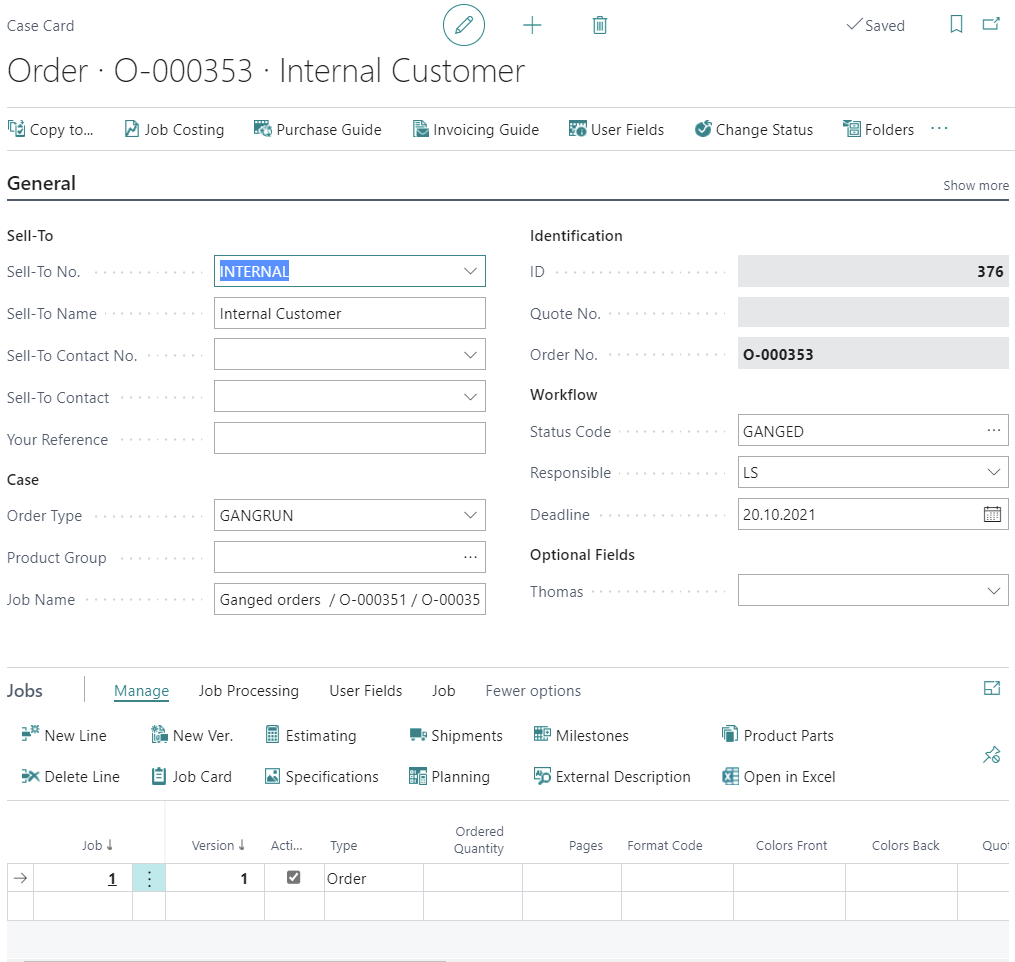 Case Card
Saved
Order · O-000353 · Internal Customer
Copy to... Job Costing Purchase Guide Invoicing Guide User Fields Change Status Folders ...
General Show more
Sell-To
Sell-To No. INTERNAL
Sell-To Name Internal Customer
Sell-To Contact No.
Sell-To Contact
Your Reference
Case
Order Type GANGRUN
Product Group ...
Job Name Ganged orders / O-000351 / O-00035
Identification
ID 376
Quote No.
Order No. O-000353
Workflow
Status Code GANGED ...
Responsible LS
Deadline 20.10.2021
Optional Fields
Thomas
Jobs Manage Job Processing User Fields Job Fewer options
New Line New Ver. Estimating Shipments Milestones Product Parts
Delete Line Job Card Specifications Planning External Description Open in Excel
Job ↓ Version ↓ Acti... Type Ordered Quantity Pages Format Code Colors Front Colors Back Quot
→ 1 1 Order